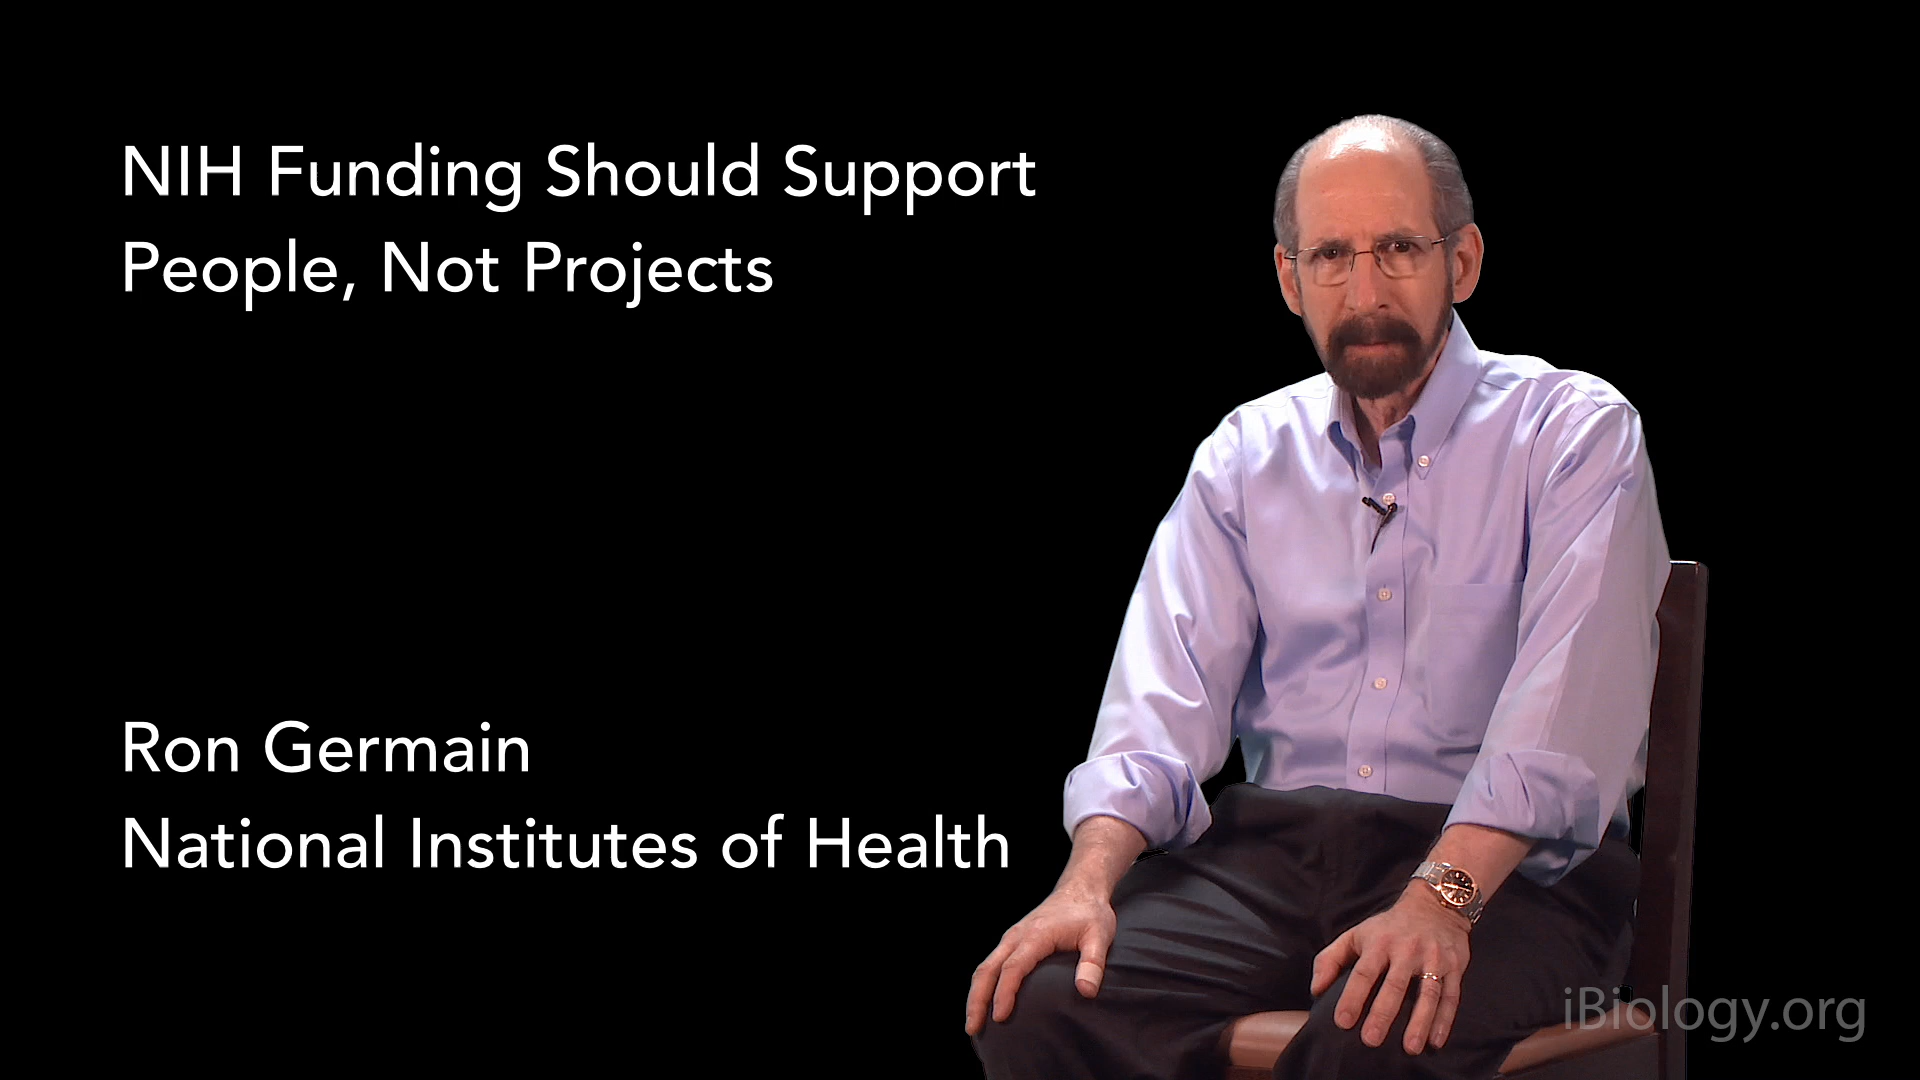 NIH Funding Should Support
People, Not Projects
Ron Germain
National Institutes of Health
iBiology.org